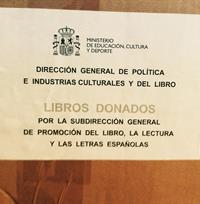 MINISTERIO
DE EDUCACIÓN, CULTURA
Y DEPORTE
DIRECCIÓN GENERAL DE POLÍTICA
E INDUSTRIAS CULTURALES Y DEL LIBRO
LIBROS DONADOS
POR LA SUBDIRECCIÓN GENERAL
DE PROMOCIÓN DEL LIBRO, LA LECTURA
Y LAS LETRAS ESPAÑOLAS